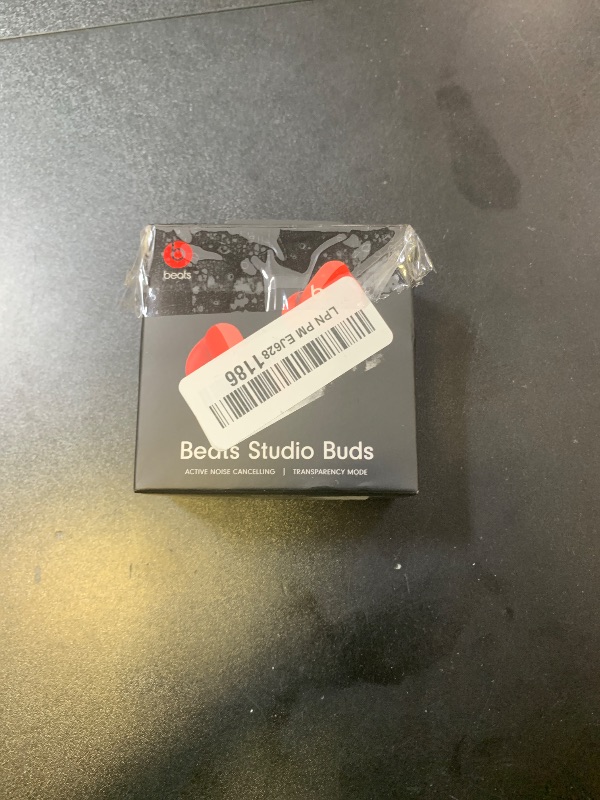 beats
LPN PM EJ6281186
Beats Studio Buds
ACTIVE NOISE CANCELLING | TRANSPARENCY MODE